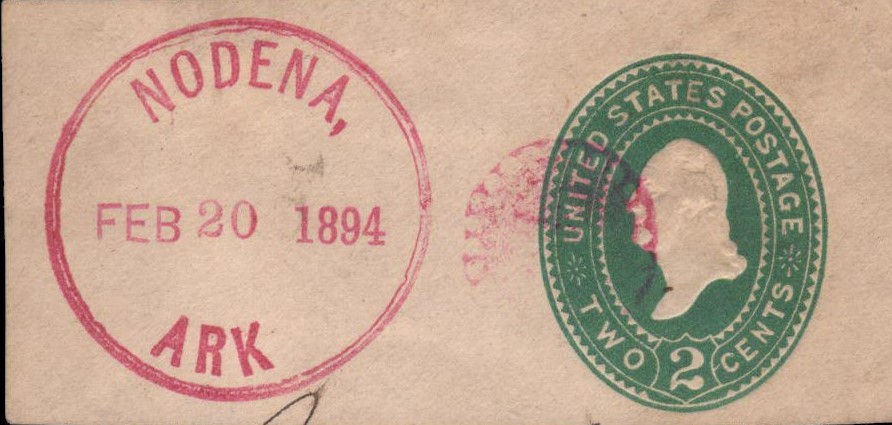 NODENA,
FEB 20 1894
ARK
UNITED STATES POSTAGE
TWO 2 CENTS